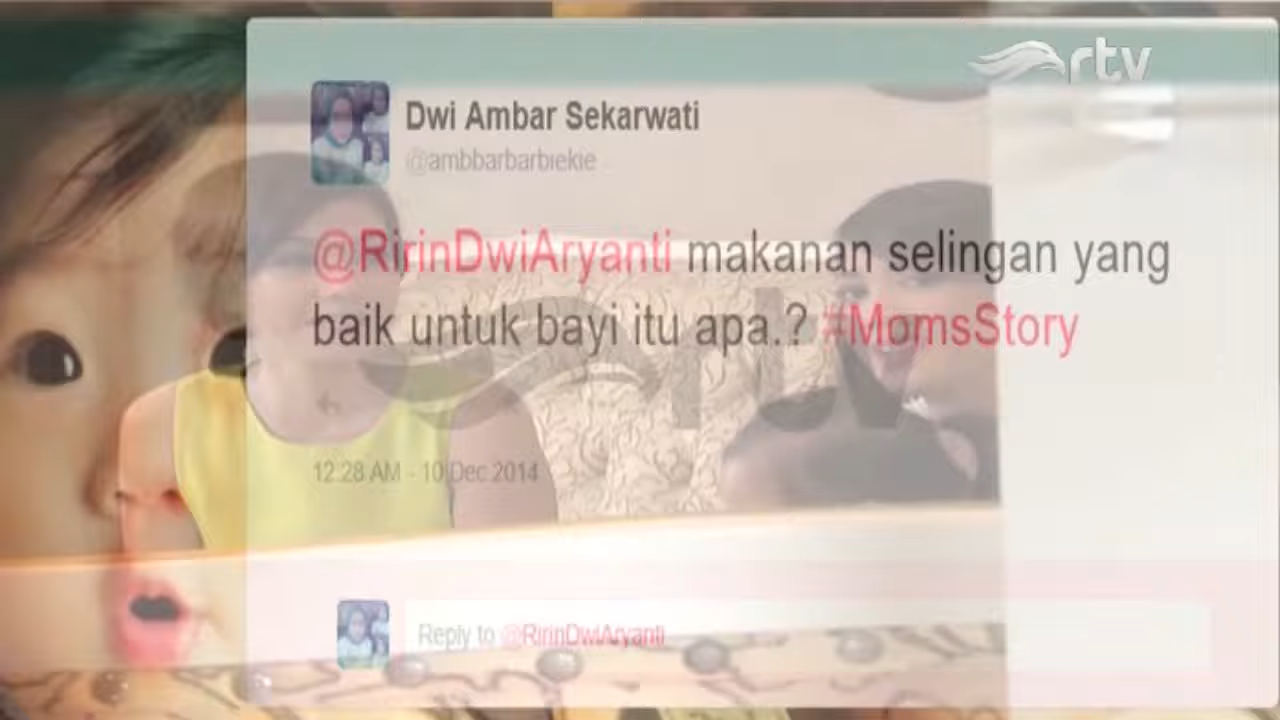 rtv
Dwi Ambar Sekarwati
@ambbarbarbiekie
@RirinDwiAryanti makanan selingan yang
baik untuk bayi itu apa.? #MomsStory
rtv
12:28 AM - 10 Dec 2014
Reply to @RirinDwiAryanti